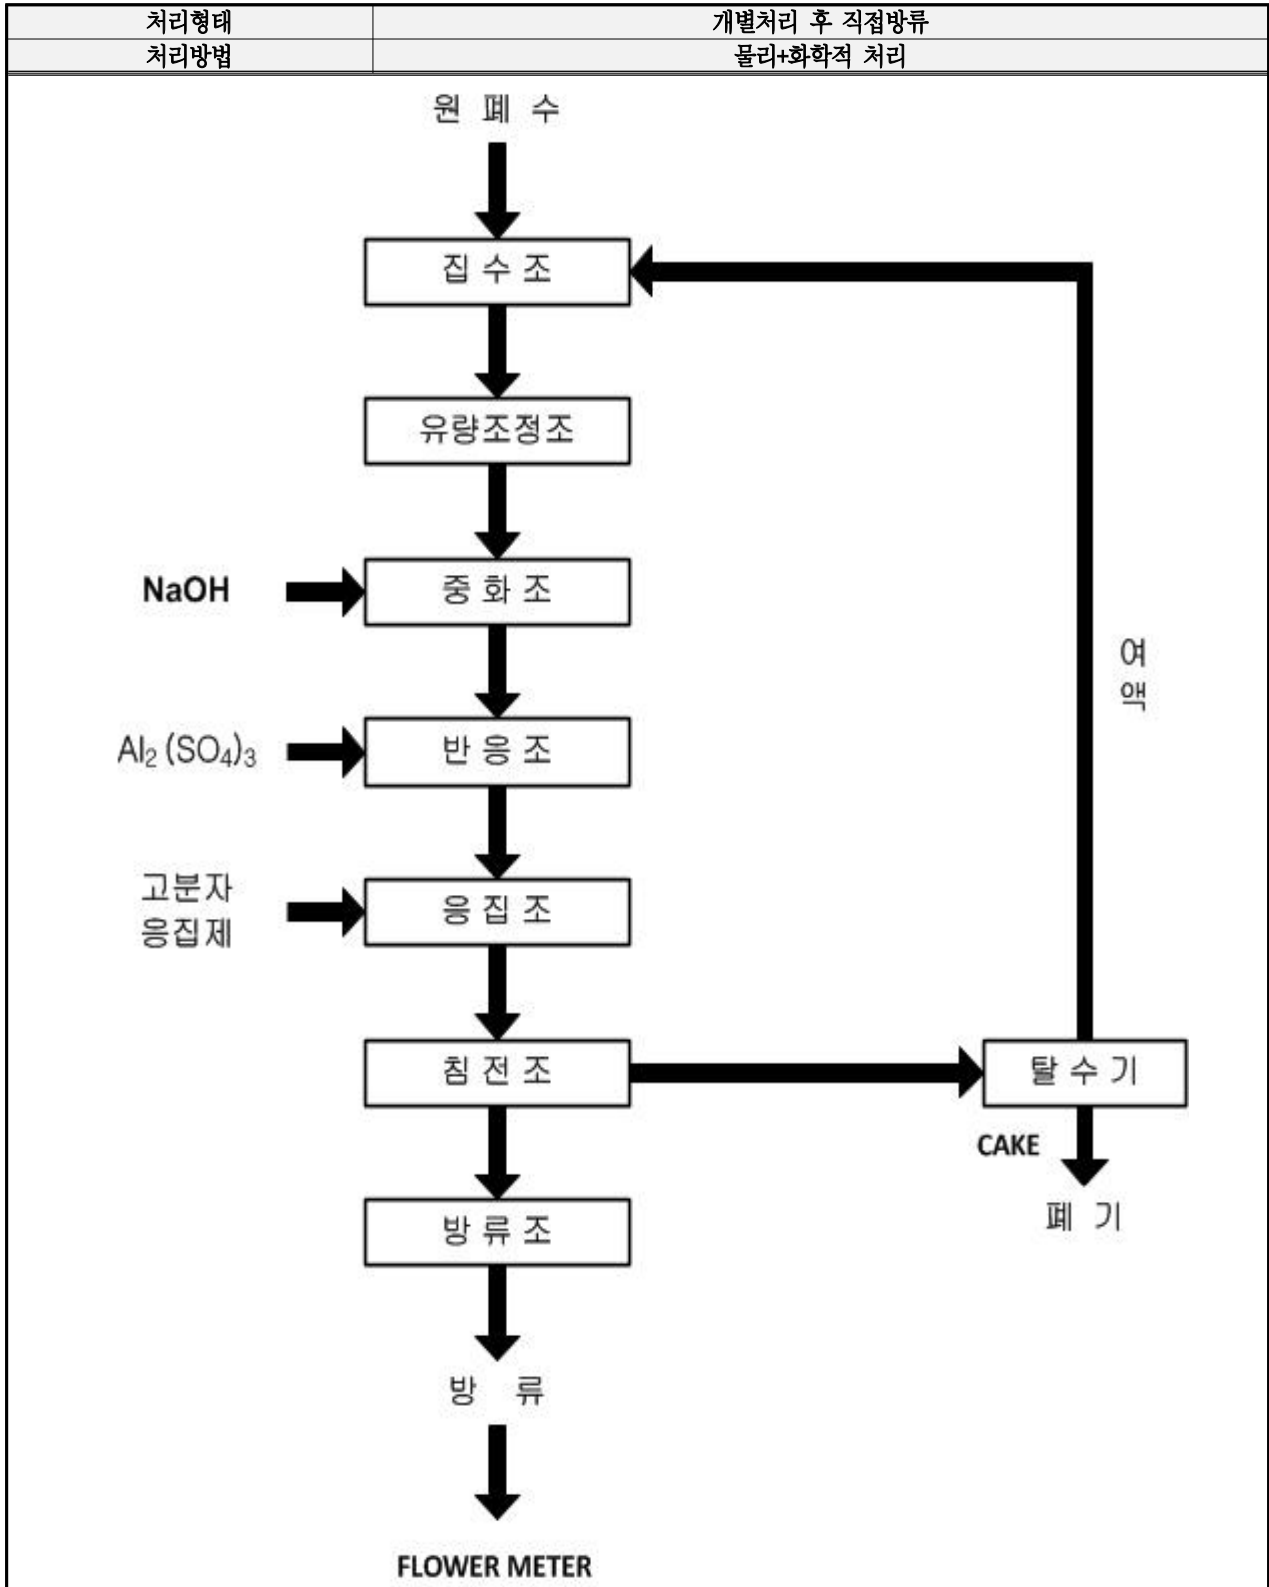 처리형태 개별처리 후 직접방류
처리방법 물리+화학적 처리
원 폐 수
집 수 조
유량조정조
NaOH
중 화 조
여
액
Al₂ (SO₄)₃
반 응 조
고분자
응집제
응 집 조
침 전 조
탈 수 기
CAKE
폐 기
방 류 조
방 류
FLOWER METER